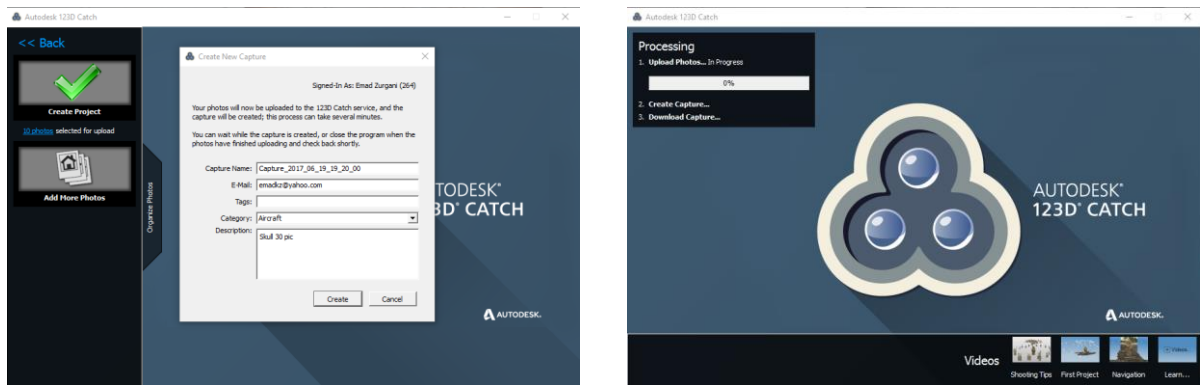 Autodesk 123D Catch
<< Back
Create Project
10 photos selected for upload
Add More Photos
Organize Photos
Create New Capture
Signed-In As: Emad Zurgani (264)
Your photos will now be uploaded to the 123D Catch service, and the
capture will be created; this process can take several minutes.
You can wait while the capture is created, or close the program when the
photos have finished uploading and check back shortly.
Capture Name: Capture_2017_06_19_19_20_00
E-Mail: emadkz@yahoo.com
Tags:
Category: Aircraft
Description: Skull 30 pic
Create Cancel
TODESK
3D CATCH
AUTODESK.
Autodesk 123D Catch
Processing
1. Upload Photos... In Progress
0%
2. Create Capture...
3. Download Capture...
AUTODESK®
123D® CATCH
AUTODESK.
Videos
Shooting Tips First Project Navigation Learn...